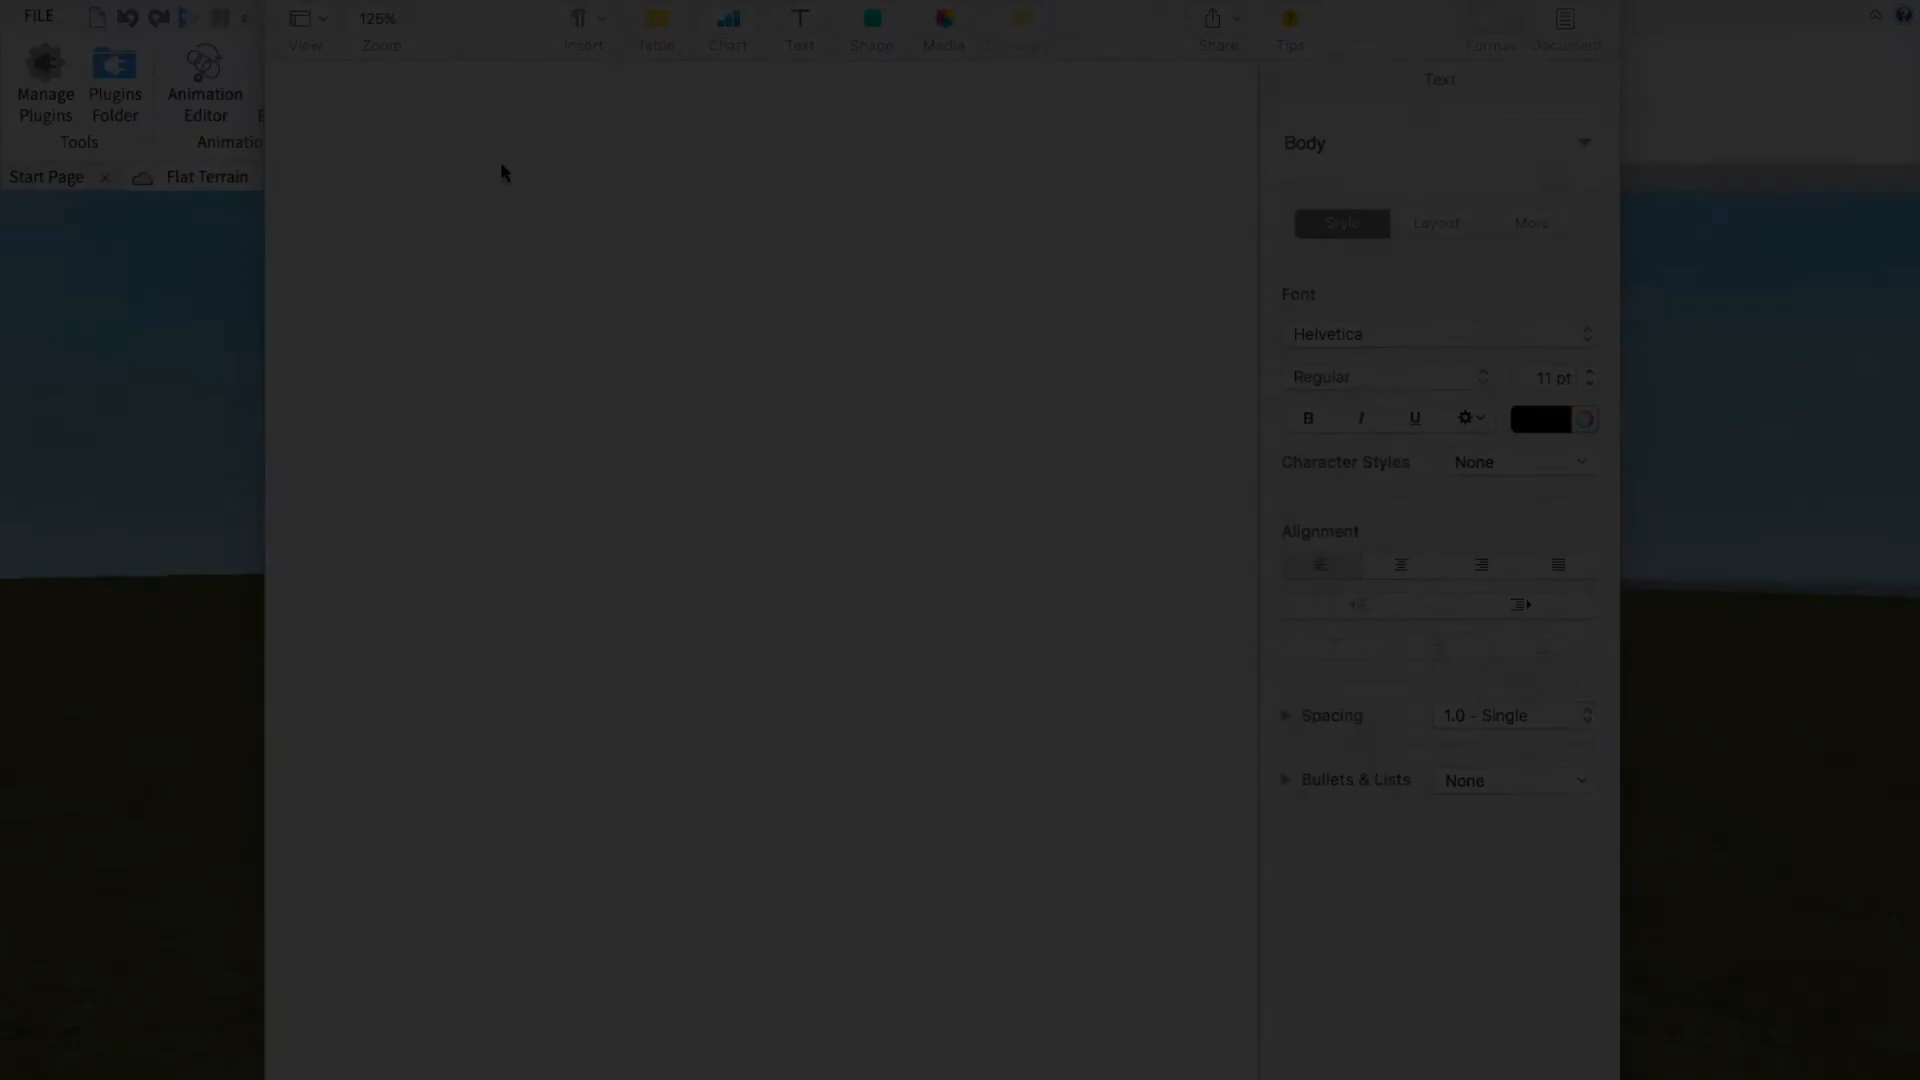 FILE
125%
View
Zoom
Insert
Table
Chart
Text
Shape
Media
Share
Tips
Format
Document
Manage
Plugins
Plugins
Folder
Animation
Editor
Tools
Animatio
Start Page
Flat Terrain
Text
Body
Style
Layout
More
Font
Helvetica
Regular
11 pt
B
I
U
Character Styles
None
Alignment
Spacing
1.0 - Single
Bullets & Lists
None